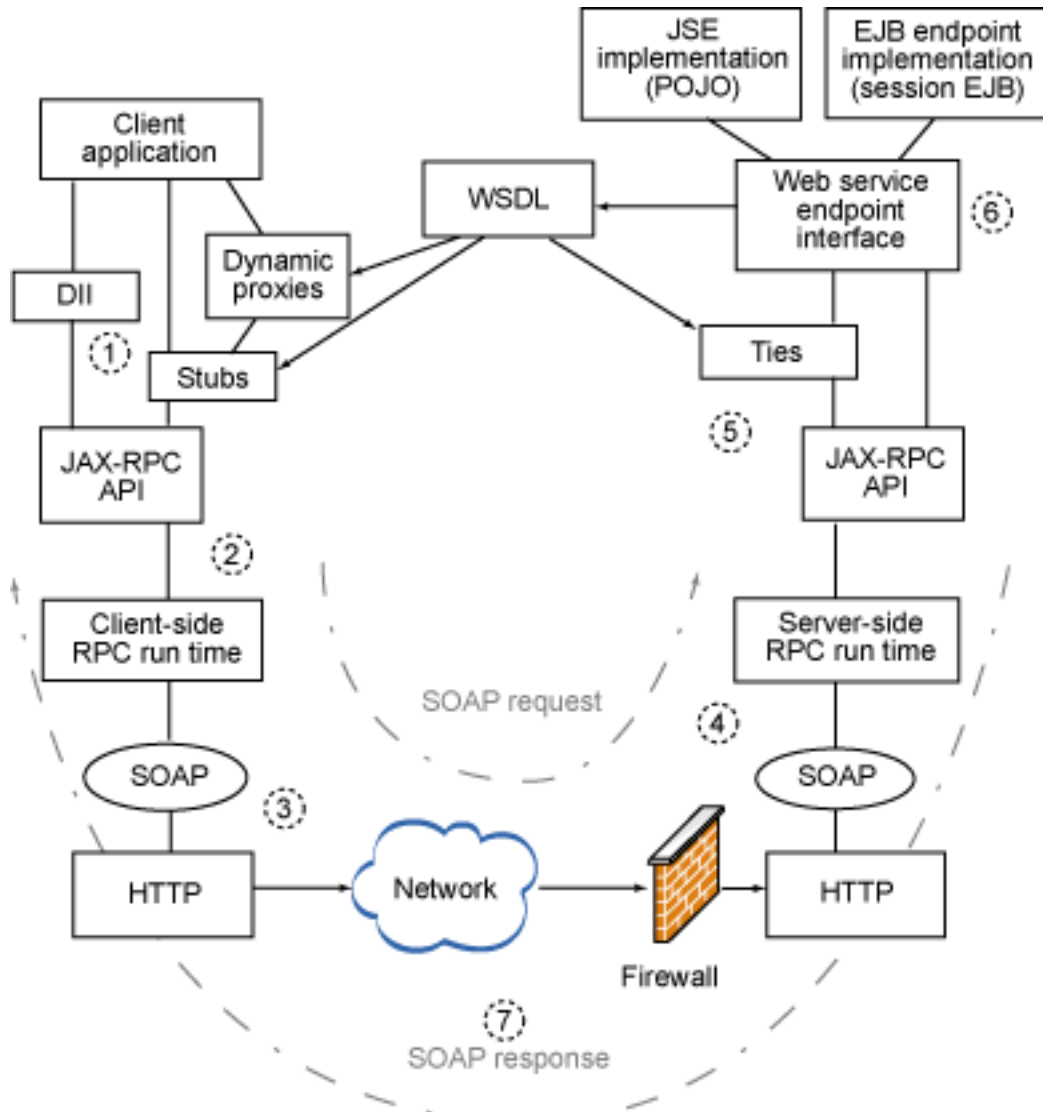 JSE
implementation
(POJO)
EJB endpoint
implementation
(session EJB)
Client
application
WSDL
Web service
endpoint
interface
6
Dynamic
proxies
DII
1
Stubs
Ties
5
JAX-RPC
API
JAX-RPC
API
2
Client-side
RPC run time
Server-side
RPC run time
SOAP request
4
SOAP
SOAP
3
HTTP
Network
HTTP
Firewall
7
SOAP response